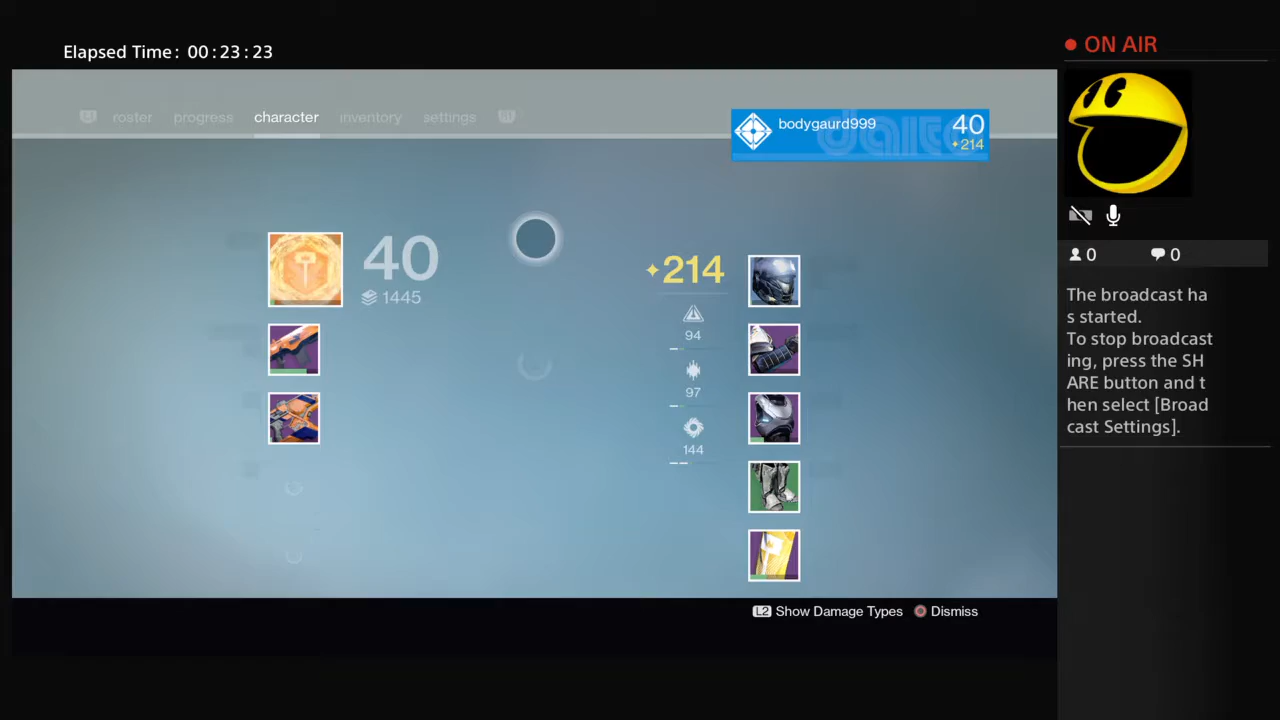 Elapsed Time: 00:23:23
ON AIR
roster progress character inventory settings
bodygaurd999
40
214
daito
40
1445
214
94
97
144
0 0
The broadcast ha
s started.
To stop broadcast
ing, press the SH
ARE button and t
hen select [Broad
cast Settings].
L2 Show Damage Types Dismiss